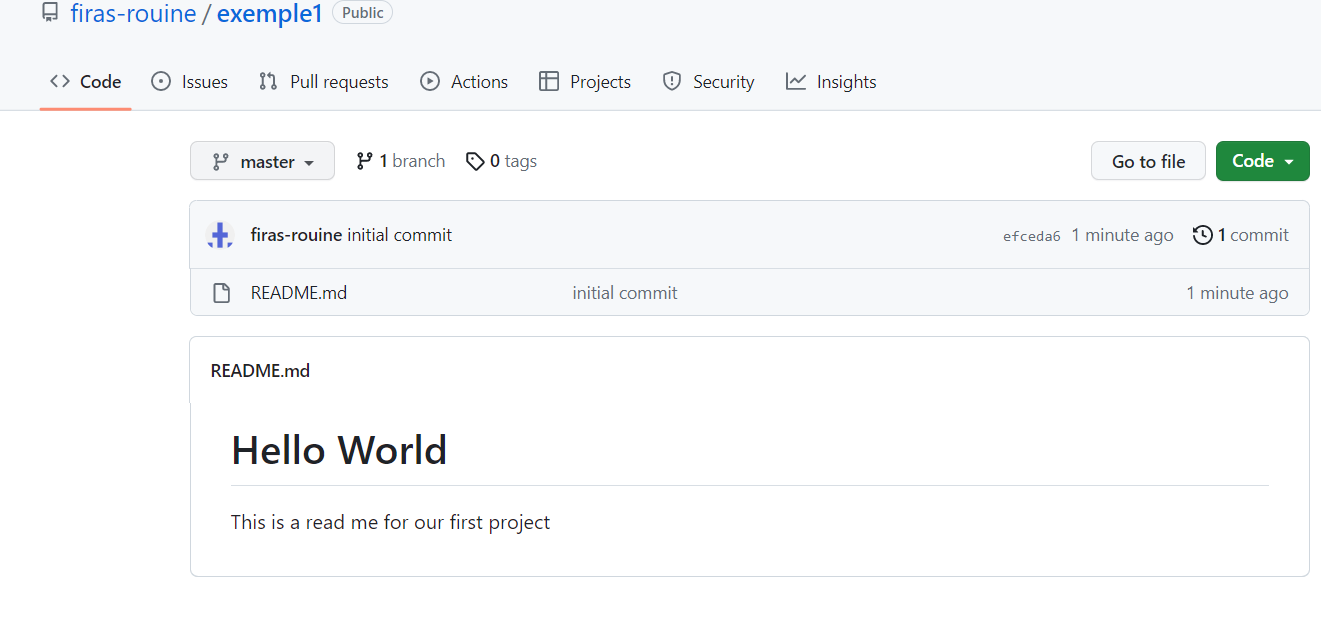 firas-rouine / exemple1 Public
Code Issues Pull requests Actions Projects Security Insights
master 1 branch 0 tags Go to file Code
firas-rouine initial commit efceda6 1 minute ago 1 commit
README.md initial commit 1 minute ago
README.md
Hello World
This is a read me for our first project